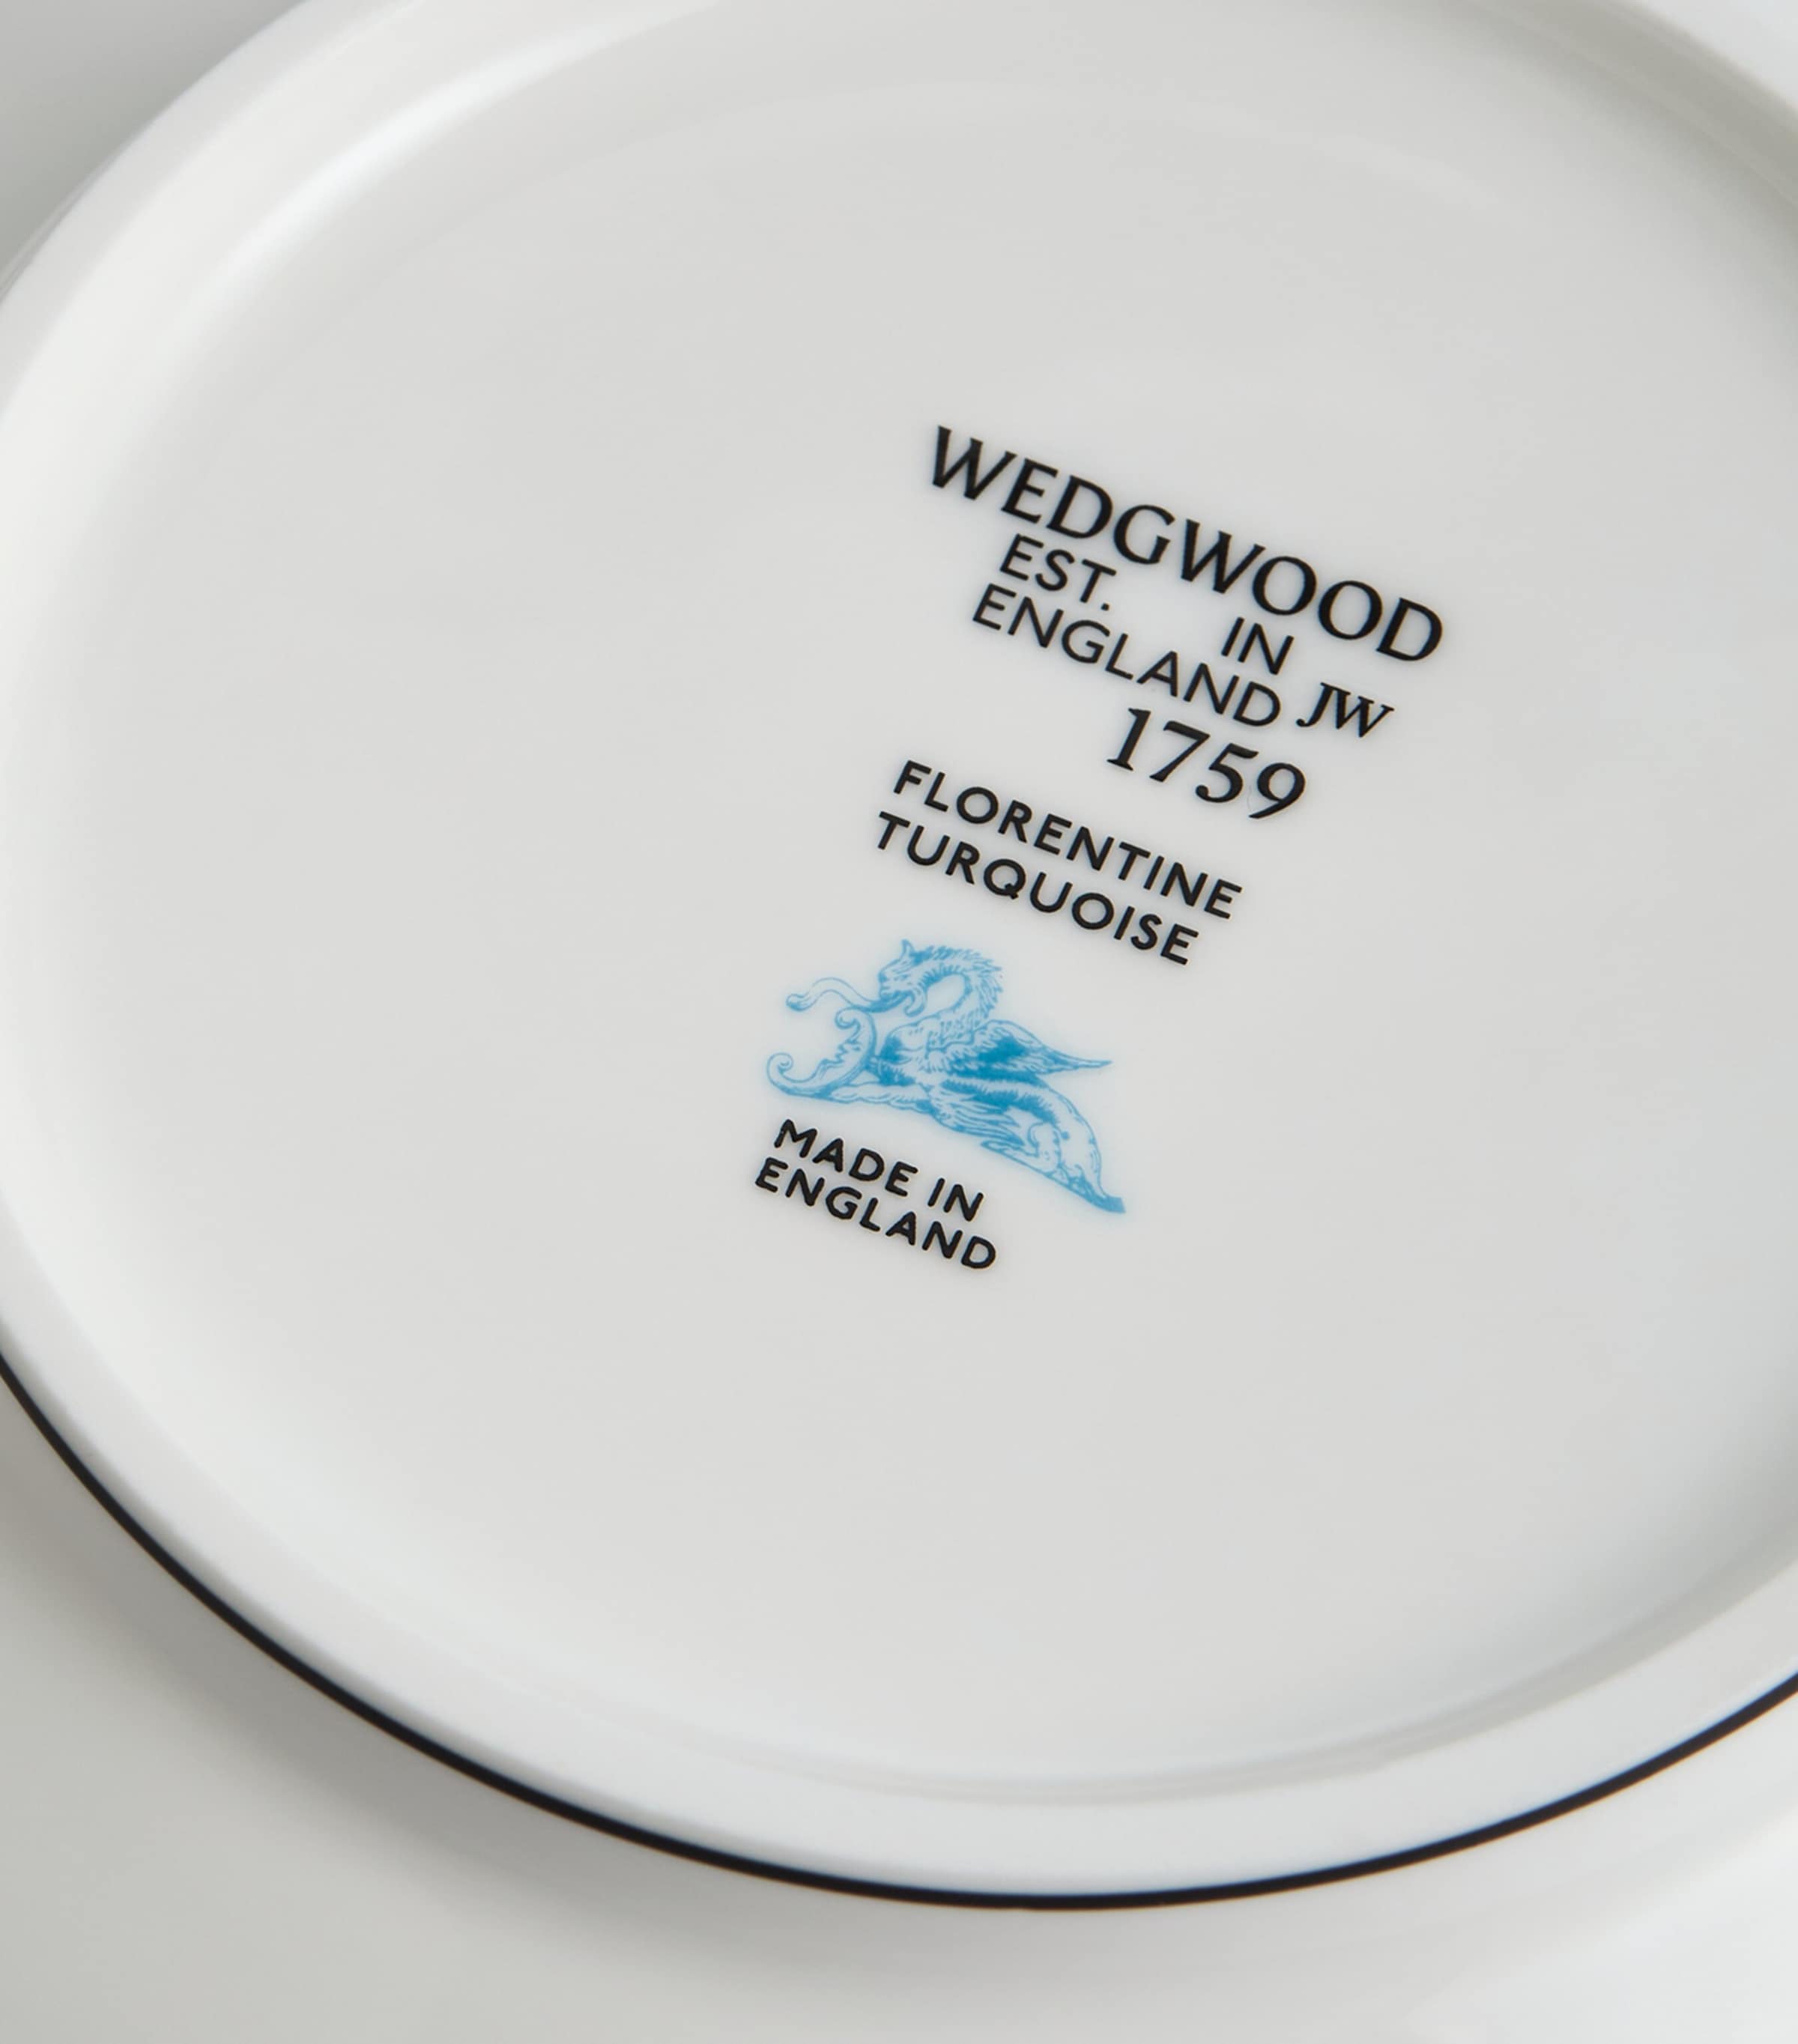 WEDGWOOD
EST. IN
ENGLAND JW
1759
FLORENTINE
TURQUOISE
MADE IN
ENGLAND